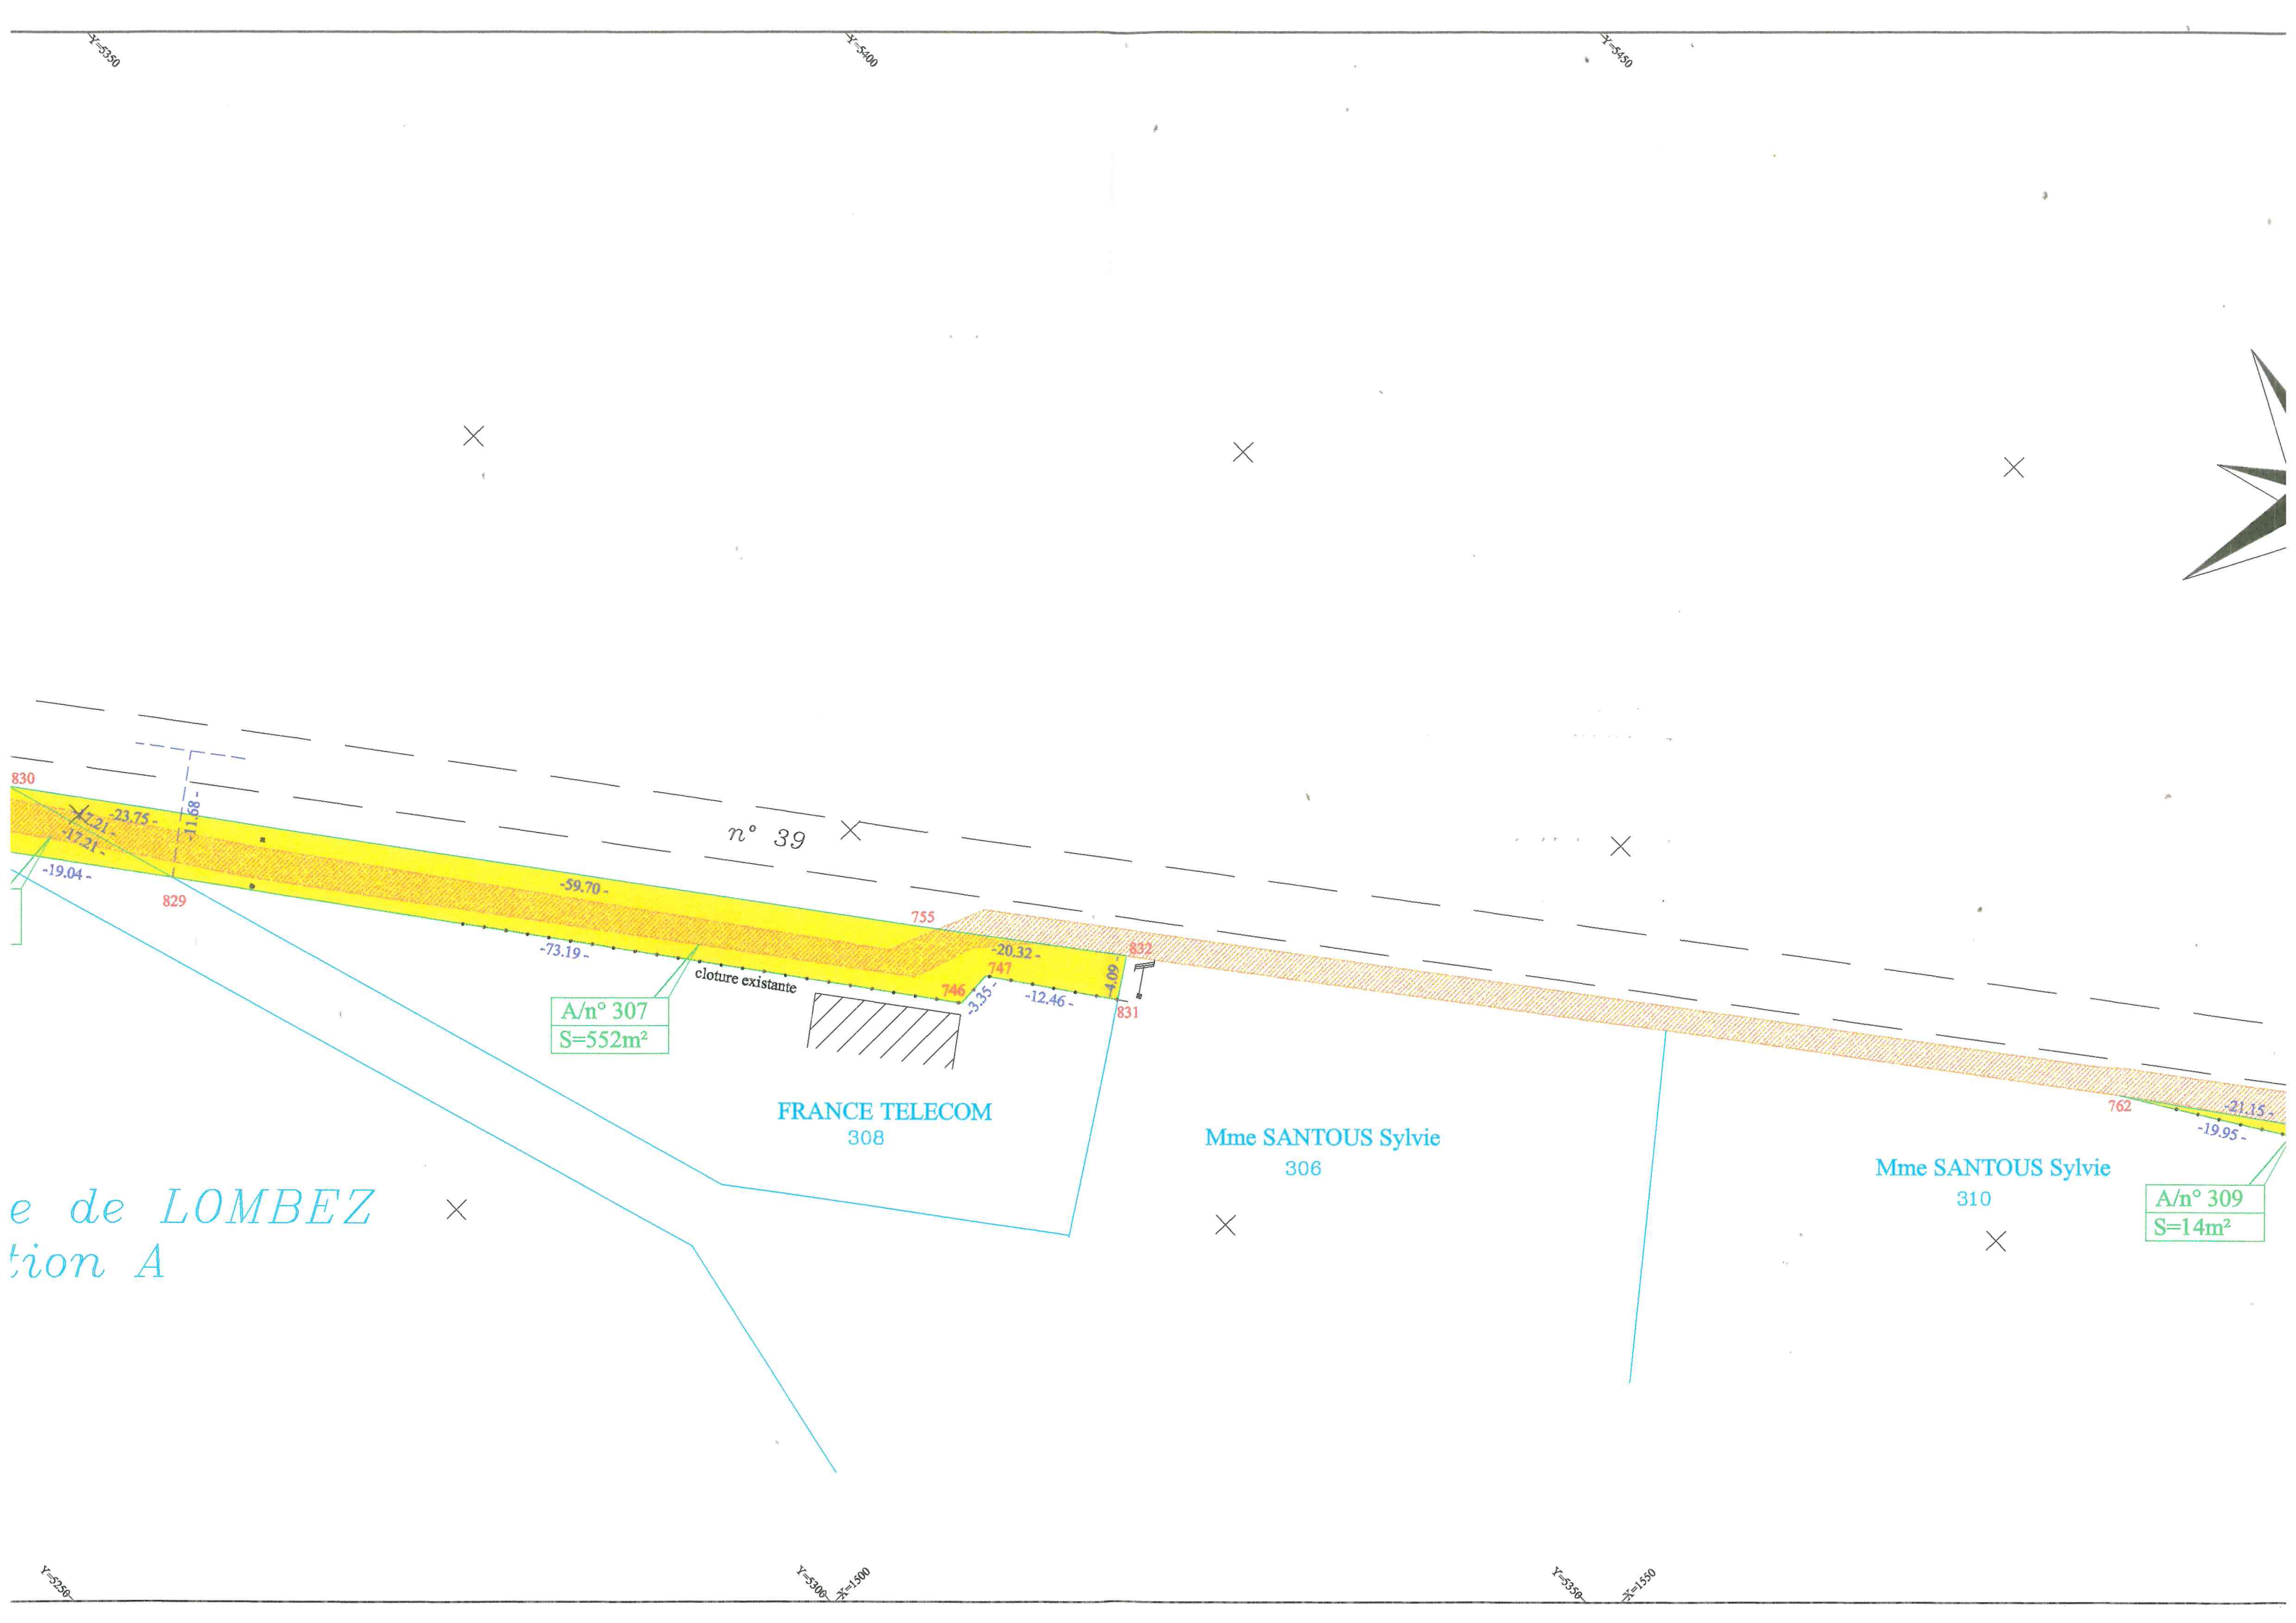 Y=5350
Y=5400
Y=5450
830
-23.75 -
-17.21 -
-17.21 -
-11.68 -
-19.04 -
829
n° 39
-59.70 -
-73.19 -
755
-20.32 -
832
747
746
-3.35 -
-12.46 -
-4.09 -
831
cloture existante
A/n° 307
S=552m²
FRANCE TELECOM
308
Mme SANTOUS Sylvie
306
762
-21.15 -
-19.95 -
Mme SANTOUS Sylvie
310
A/n° 309
S=14m²
e de LOMBEZ
tion A
Y=5250
Y=5300
X=1500
Y=5350
X=1550